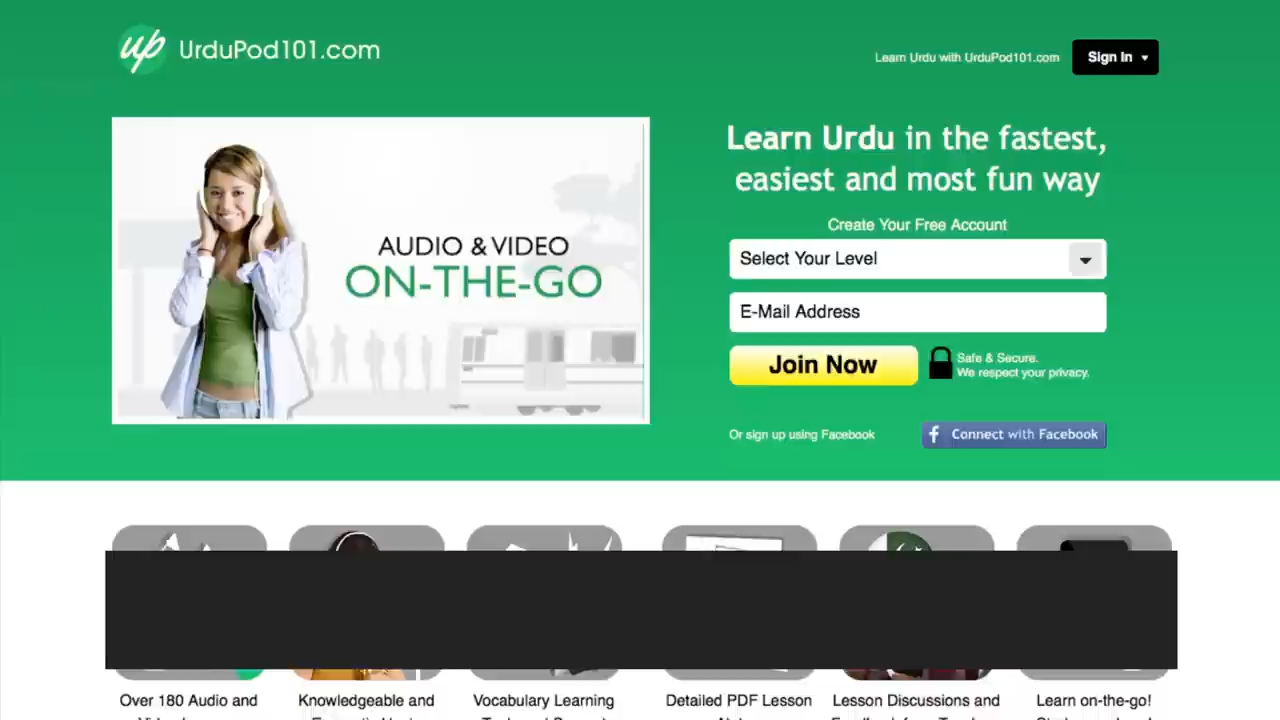 up UrduPod101.com
Learn Urdu with UrduPod101.com
Sign In
AUDIO & VIDEO
ON-THE-GO
Learn Urdu in the fastest,
easiest and most fun way
Create Your Free Account
Select Your Level
E-Mail Address
Join Now
Safe & Secure.
We respect your privacy.
Or sign up using Facebook
f Connect with Facebook
Over 180 Audio and
Knowledgeable and
Vocabulary Learning
Detailed PDF Lesson
Lesson Discussions and
Learn on-the-go!